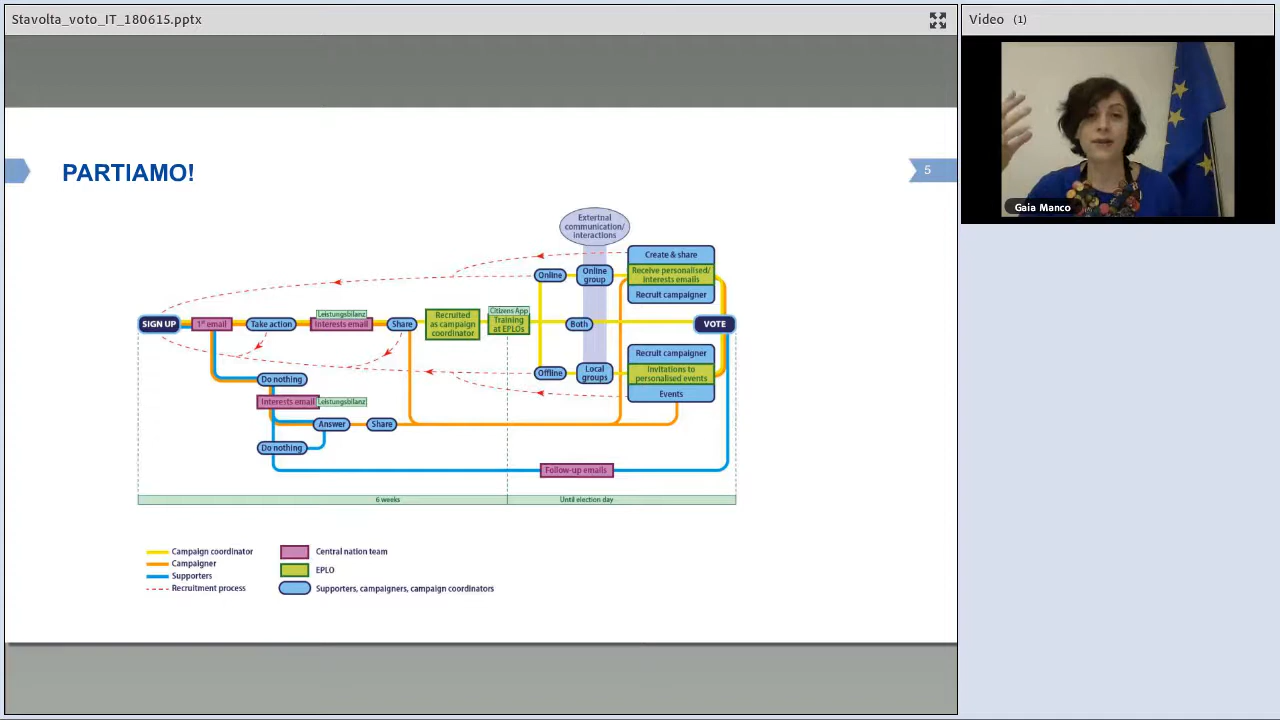 Stavolta_voto_IT_180615.pptx
Video (1)
Gaia Manco
PARTIAMO!
5
Extertnal
communication/
interactions
Create & share
Receive personalised/
Interests emails
Recruit campaigner
Online
Online
group
SIGN UP
1st email
Take action
Leistungsbilanz
Interests email
Share
Recruited
as campaign
coordinator
Citizens App
Training
at EPLOs
Both
VOTE
Recruit campaigner
Invitations to
personalised events
Events
Offline
Local
groups
Do nothing
Interests email
Leistungsbilanz
Answer
Share
Do nothing
Follow-up emails
6 weeks
Until election day
Campaign coordinator
Campaigner
Supporters
Recruitment process
Central nation team
EPLO
Supporters, campaigners, campaign coordinators